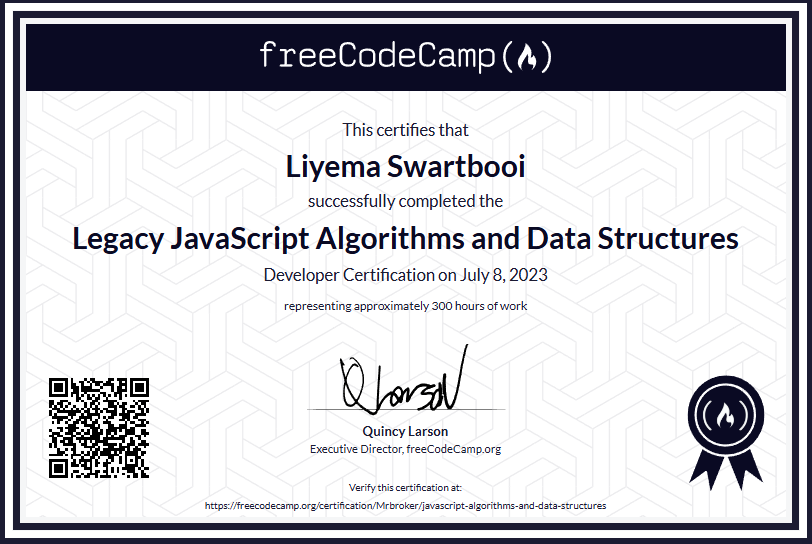 freeCodeCamp
This certifies that
Liyema Swartbooi
successfully completed the
Legacy JavaScript Algorithms and Data Structures
Developer Certification on July 8, 2023
representing approximately 300 hours of work
Quincy Larson
Executive Director, freeCodeCamp.org
Verify this certification at:
https://freecodecamp.org/certification/Mrbroker/javascript-algorithms-and-data-structures